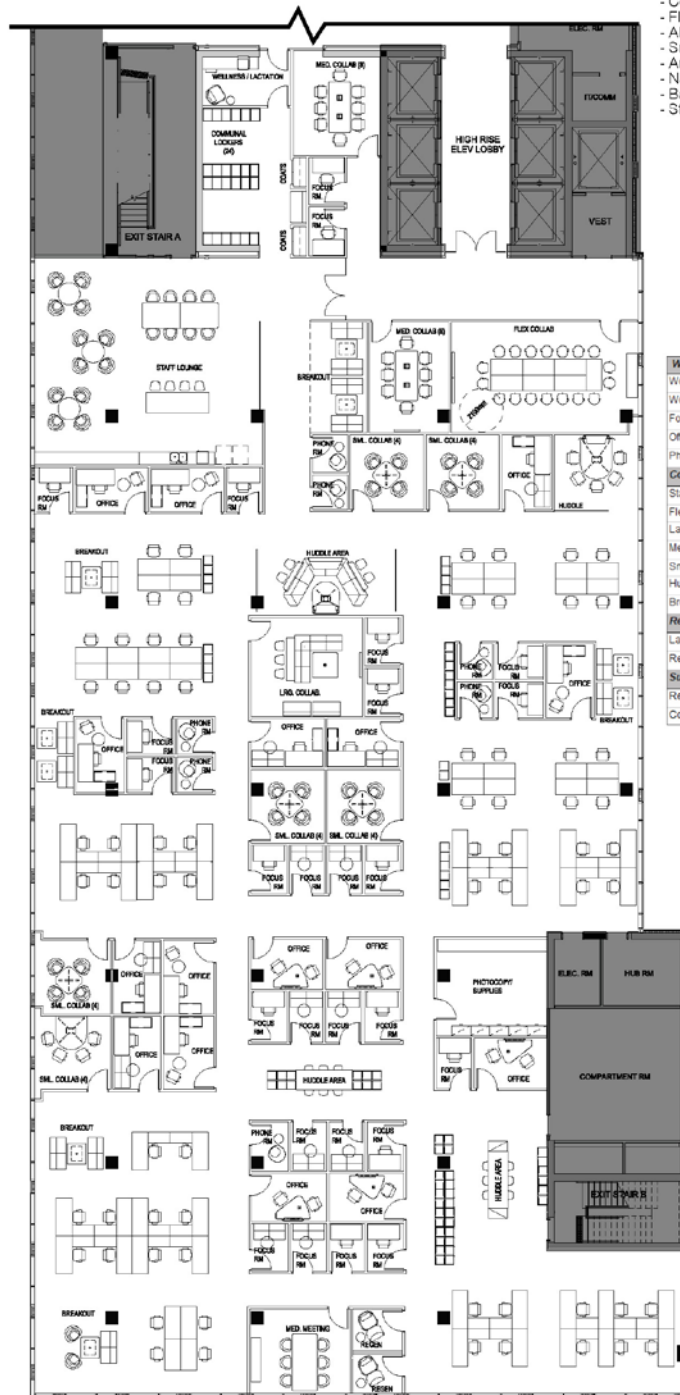 ELEC. RM
WELLNESS / LACTATION
MED. COLLAB (8)
IT/COMM
COMMUNAL
LOCKERS
(24)
HIGH RISE
ELEV LOBBY
COATS
FOCUS
RM
FOCUS
RM
COATS
EXIT STAIR A
VEST
MED. COLLAB (6)
FLEX COLLAB
STAFF LOUNGE
BREAKOUT
PHONE
RM
SML. COLLAB (4)
SML. COLLAB (4)
OFFICE
PHONE
RM
HUDDLE
FOCUS
RM
OFFICE
OFFICE
FOCUS
RM
BREAKOUT
HUDDLE AREA
FOCUS
RM
LRG. COLLAB.
FOCUS
RM
PHONE
RM
FOCUS
RM
OFFICE
PHONE
RM
FOCUS
RM
BREAKOUT
BREAKOUT
OFFICE
FOCUS
RM
PHONE
RM
FOCUS
RM
PHONE
RM
OFFICE
OFFICE
SML. COLLAB (4)
SML. COLLAB (4)
FOCUS
RM
FOCUS
RM
FOCUS
RM
FOCUS
RM
OFFICE
OFFICE
SML. COLLAB (4)
OFFICE
OFFICE
SML. COLLAB (4)
OFFICE
OFFICE
PHOTOCOPY/
SUPPLIES
ELEC. RM
HUB RM
FOCUS
RM
FOCUS
RM
FOCUS
RM
FOCUS
RM
FOCUS
RM
OFFICE
COMPARTMENT RM
HUDDLE AREA
BREAKOUT
PHONE
RM
FOCUS
RM
FOCUS
RM
FOCUS
RM
HUDDLE AREA
EXIT STAIR B
OFFICE
OFFICE
FOCUS
RM
FOCUS
RM
FOCUS
RM
FOCUS
RM
BREAKOUT
MED. MEETING
REGEN
REGEN